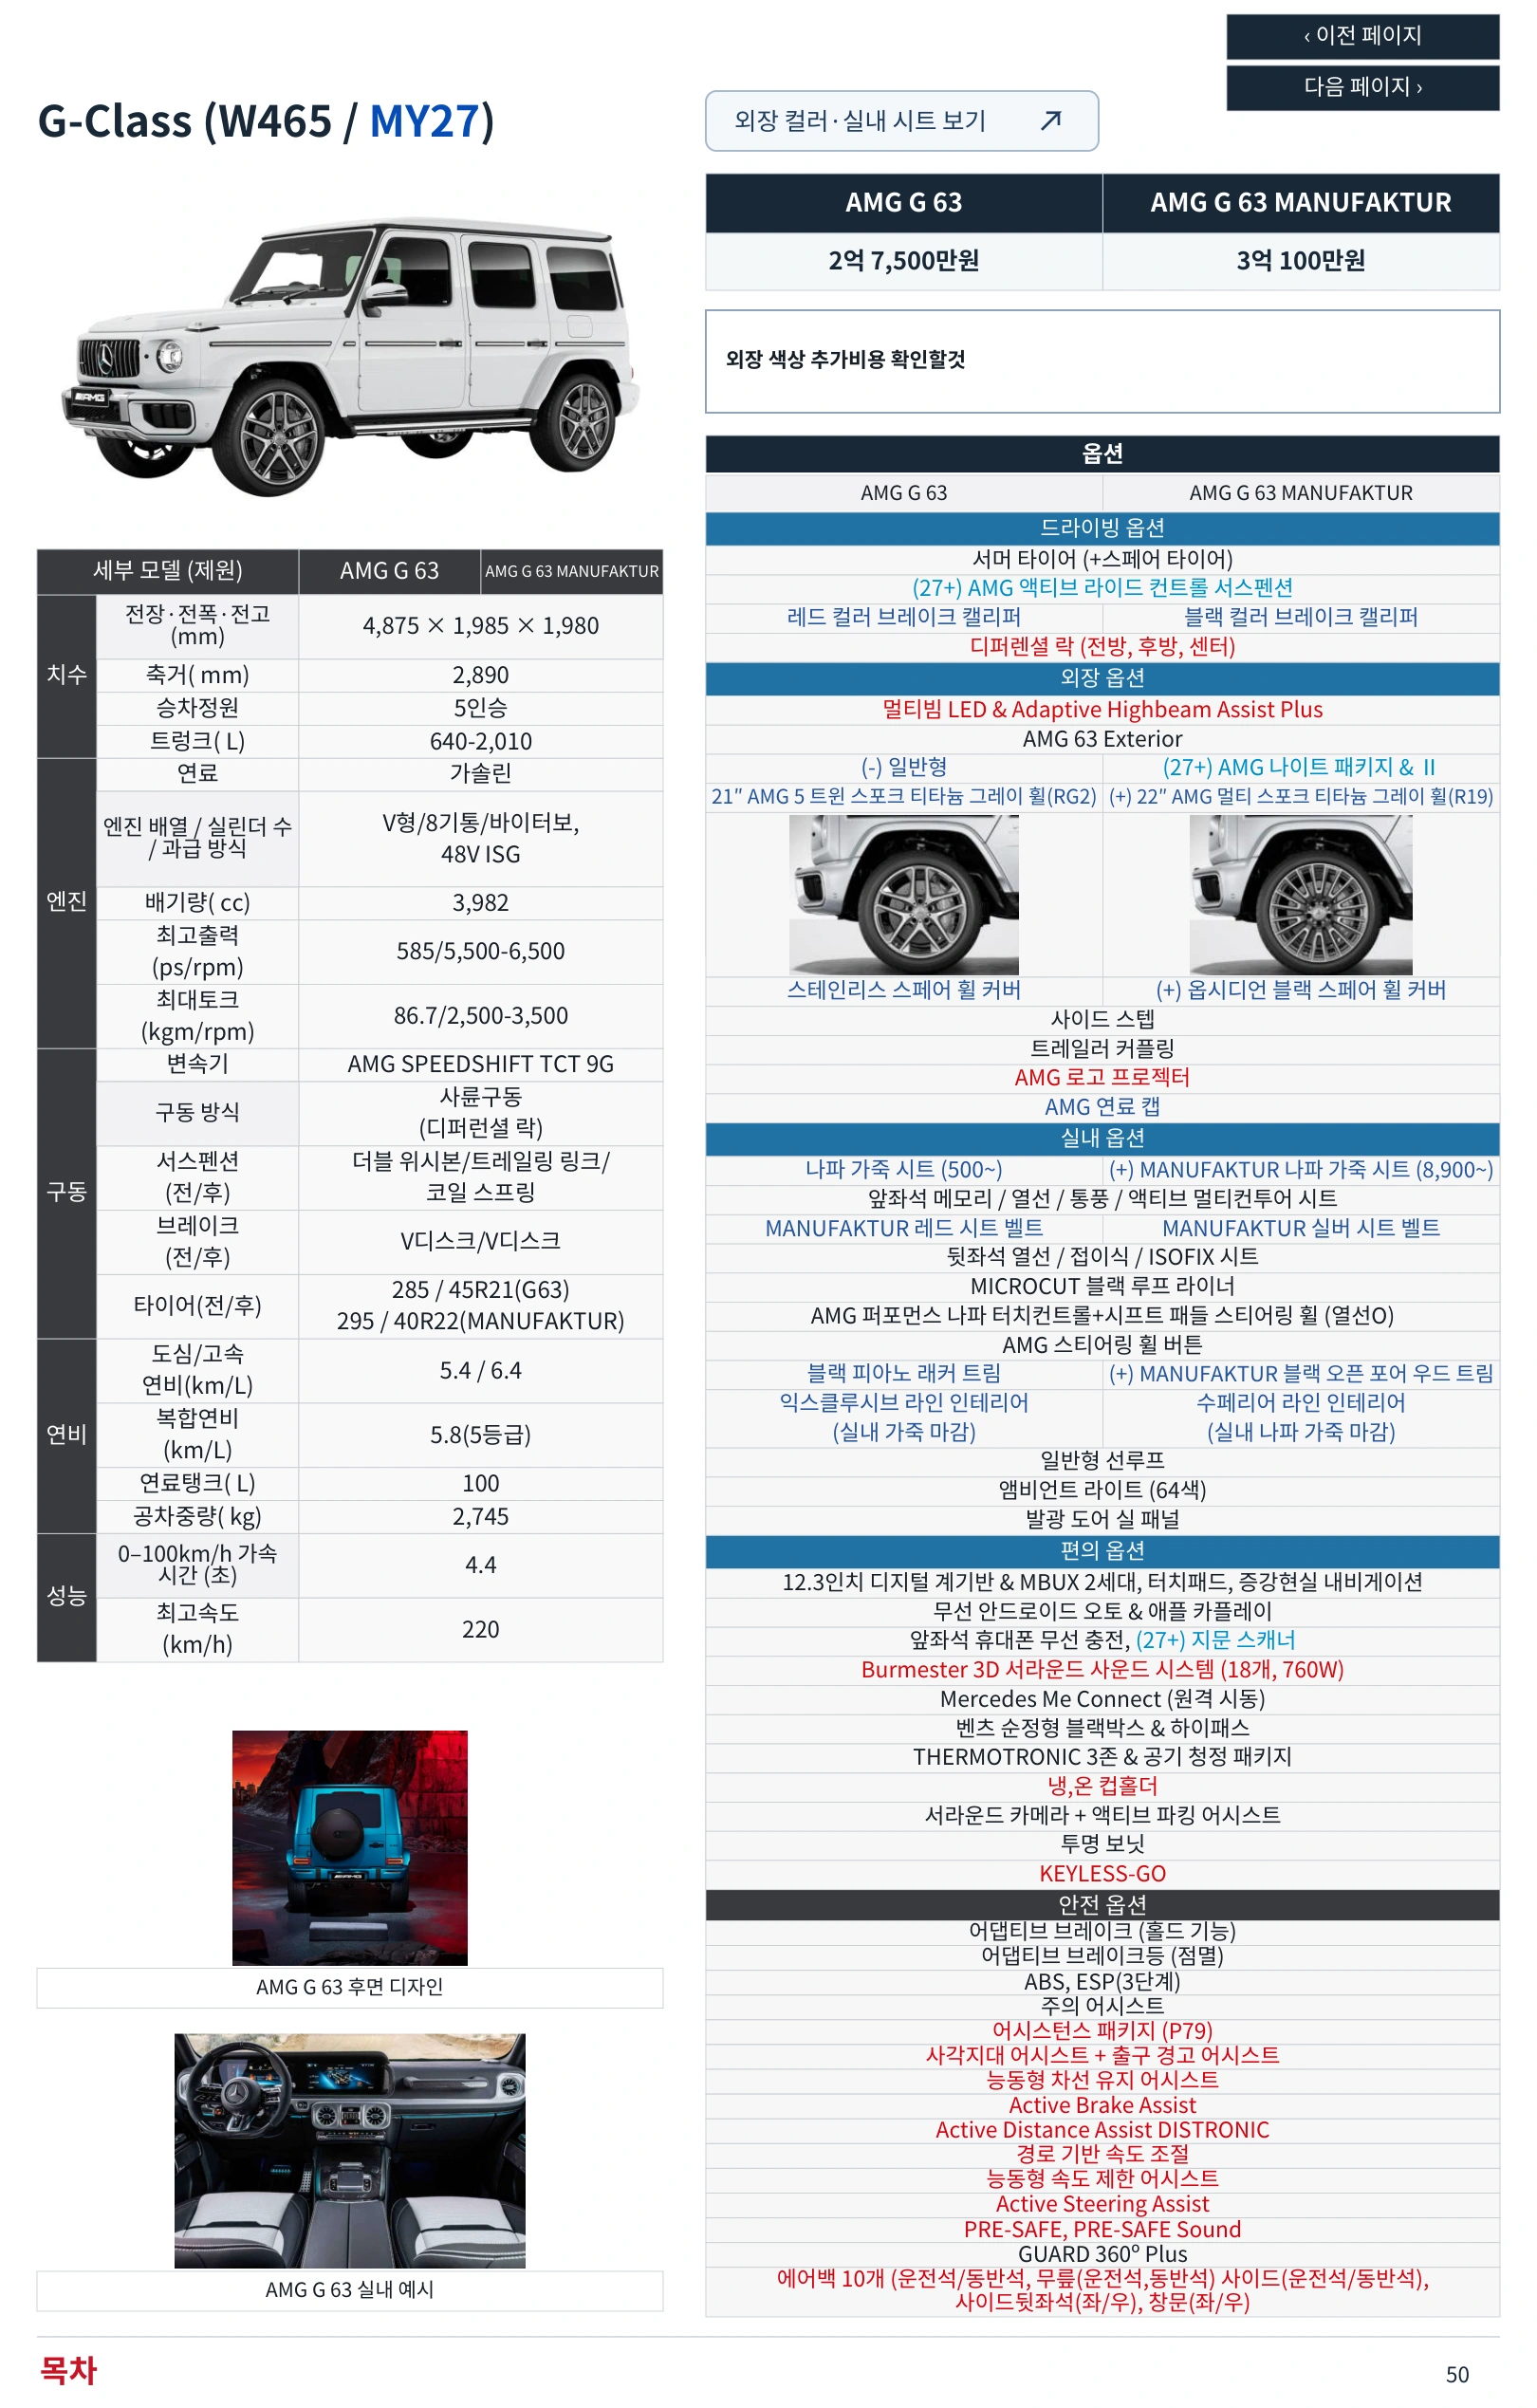 ‹ 이전 페이지
다음 페이지 ›
G-Class (W465 / MY27)
외장 컬러 · 실내 시트 보기 ↗
AMG G 63 AMG G 63 MANUFAKTUR
2억 7,500만원 3억 100만원
외장 색상 추가비용 확인할것
세부 모델 (제원) AMG G 63 AMG G 63 MANUFAKTUR
치수
전장 · 전폭 · 전고
(mm)
4,875 × 1,985 × 1,980
축거( mm) 2,890
승차정원 5인승
트렁크( L) 640-2,010
엔진
연료 가솔린
엔진 배열 / 실린더 수
/ 과급 방식
V형/8기통/바이터보,
48V ISG
배기량( cc) 3,982
최고출력
(ps/rpm)
585/5,500-6,500
최대토크
(kgm/rpm)
86.7/2,500-3,500
구동
변속기 AMG SPEEDSHIFT TCT 9G
구동 방식
사륜구동
(디퍼런셜 락)
서스펜션
(전/후)
더블 위시본/트레일링 링크/
코일 스프링
브레이크
(전/후)
V디스크/V디스크
타이어(전/후)
285 / 45R21(G63)
295 / 40R22(MANUFAKTUR)
연비
도심/고속
연비(km/L)
5.4 / 6.4
복합연비
(km/L)
5.8(5등급)
연료탱크( L) 100
공차중량( kg) 2,745
성능
0–100km/h 가속
시간 (초)
4.4
최고속도
(km/h)
220
AMG G 63 후면 디자인
AMG G 63 실내 예시
옵션
AMG G 63 AMG G 63 MANUFAKTUR
드라이빙 옵션
서머 타이어 (+스페어 타이어)
(27+) AMG 액티브 라이드 컨트롤 서스펜션
레드 컬러 브레이크 캘리퍼 블랙 컬러 브레이크 캘리퍼
디퍼렌셜 락 (전방, 후방, 센터)
외장 옵션
멀티빔 LED & Adaptive Highbeam Assist Plus
AMG 63 Exterior
(-) 일반형 (27+) AMG 나이트 패키지 & Ⅱ
21″ AMG 5 트윈 스포크 티타늄 그레이 휠(RG2) (+) 22″ AMG 멀티 스포크 티타늄 그레이 휠(R19)
스테인리스 스페어 휠 커버 (+) 옵시디언 블랙 스페어 휠 커버
사이드 스텝
트레일러 커플링
AMG 로고 프로젝터
AMG 연료 캡
실내 옵션
나파 가죽 시트 (500~) (+) MANUFAKTUR 나파 가죽 시트 (8,900~)
앞좌석 메모리 / 열선 / 통풍 / 액티브 멀티컨투어 시트
MANUFAKTUR 레드 시트 벨트 MANUFAKTUR 실버 시트 벨트
뒷좌석 열선 / 접이식 / ISOFIX 시트
MICROCUT 블랙 루프 라이너
AMG 퍼포먼스 나파 터치컨트롤+시프트 패들 스티어링 휠 (열선O)
AMG 스티어링 휠 버튼
블랙 피아노 래커 트림 (+) MANUFAKTUR 블랙 오픈 포어 우드 트림
익스클루시브 라인 인테리어 수페리어 라인 인테리어
(실내 가죽 마감) (실내 나파 가죽 마감)
일반형 선루프
앰비언트 라이트 (64색)
발광 도어 실 패널
편의 옵션
12.3인치 디지털 계기반 & MBUX 2세대, 터치패드, 증강현실 내비게이션
무선 안드로이드 오토 & 애플 카플레이
앞좌석 휴대폰 무선 충전, (27+) 지문 스캐너
Burmester 3D 서라운드 사운드 시스템 (18개, 760W)
Mercedes Me Connect (원격 시동)
벤츠 순정형 블랙박스 & 하이패스
THERMOTRONIC 3존 & 공기 청정 패키지
냉,온 컵홀더
서라운드 카메라 + 액티브 파킹 어시스트
투명 보닛
KEYLESS-GO
안전 옵션
어댑티브 브레이크 (홀드 기능)
어댑티브 브레이크등 (점멸)
ABS, ESP(3단계)
주의 어시스트
어시스턴스 패키지 (P79)
사각지대 어시스트 + 출구 경고 어시스트
능동형 차선 유지 어시스트
Active Brake Assist
Active Distance Assist DISTRONIC
경로 기반 속도 조절
능동형 속도 제한 어시스트
Active Steering Assist
PRE-SAFE, PRE-SAFE Sound
GUARD 360º Plus
에어백 10개 (운전석/동반석, 무릎(운전석,동반석) 사이드(운전석/동반석),
사이드뒷좌석(좌/우), 창문(좌/우)
목차
50